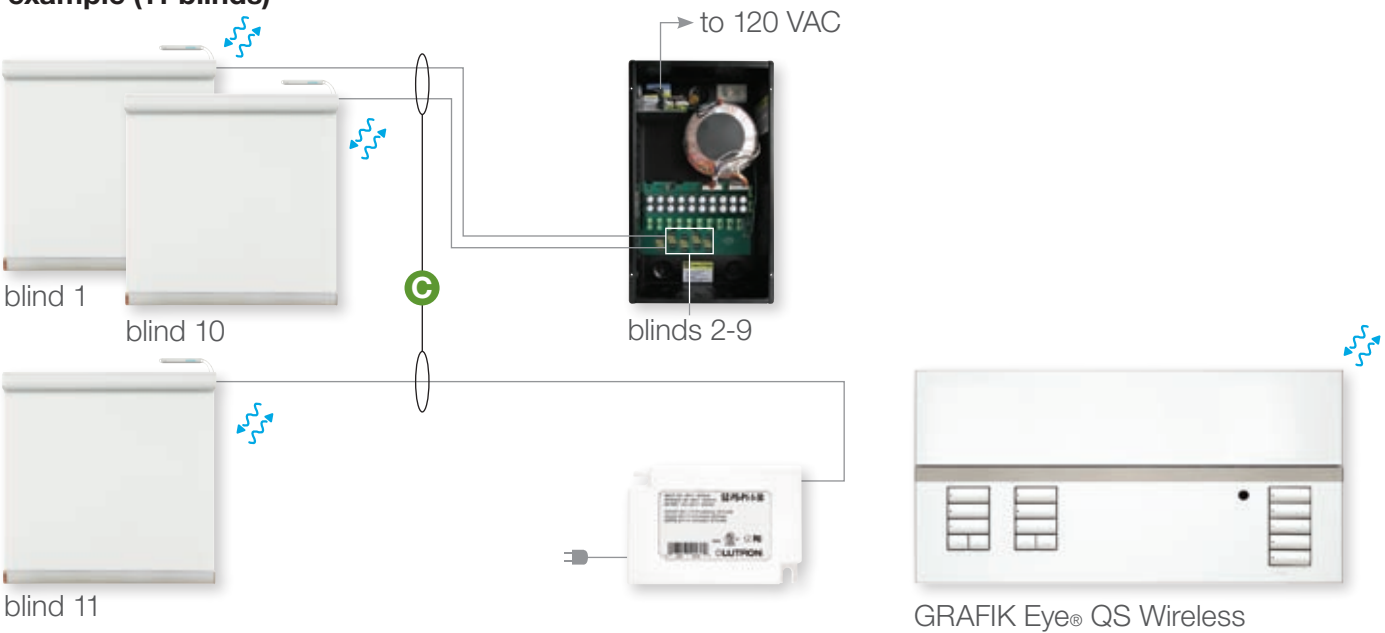 example (11 blinds)
to 120 VAC
blind 1
blind 10
C
blinds 2-9
blind 11
LUTRON
GRAFIK Eye® QS Wireless